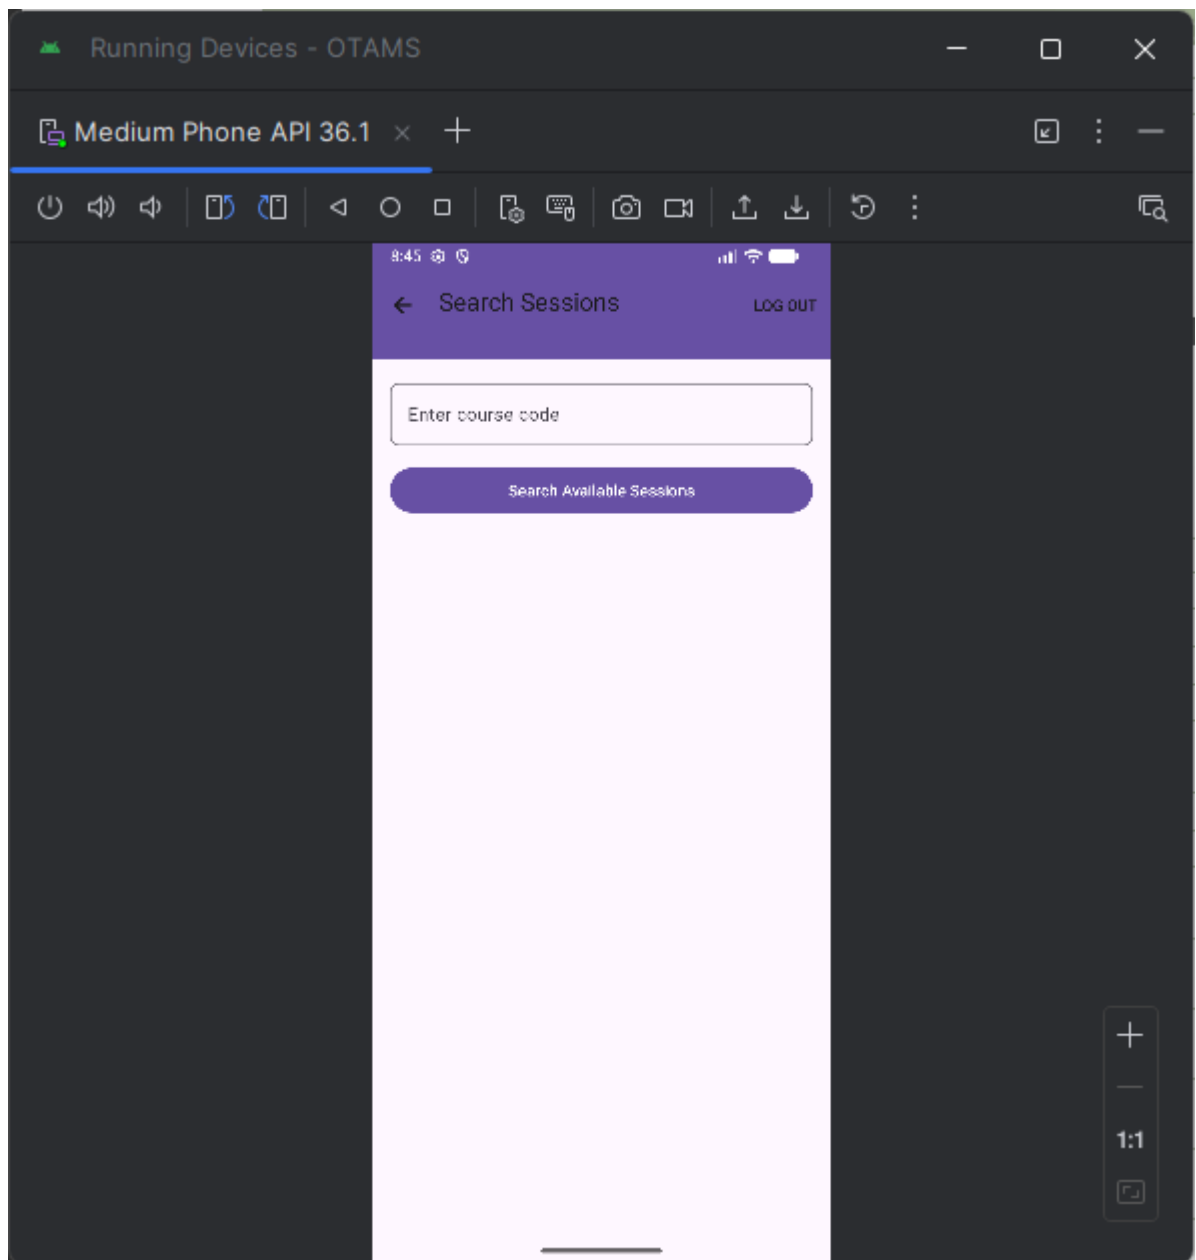 Running Devices - OTAMS
Medium Phone API 36.1
8:45
Search Sessions
LOG OUT
Enter course code
Search Available Sessions
1:1